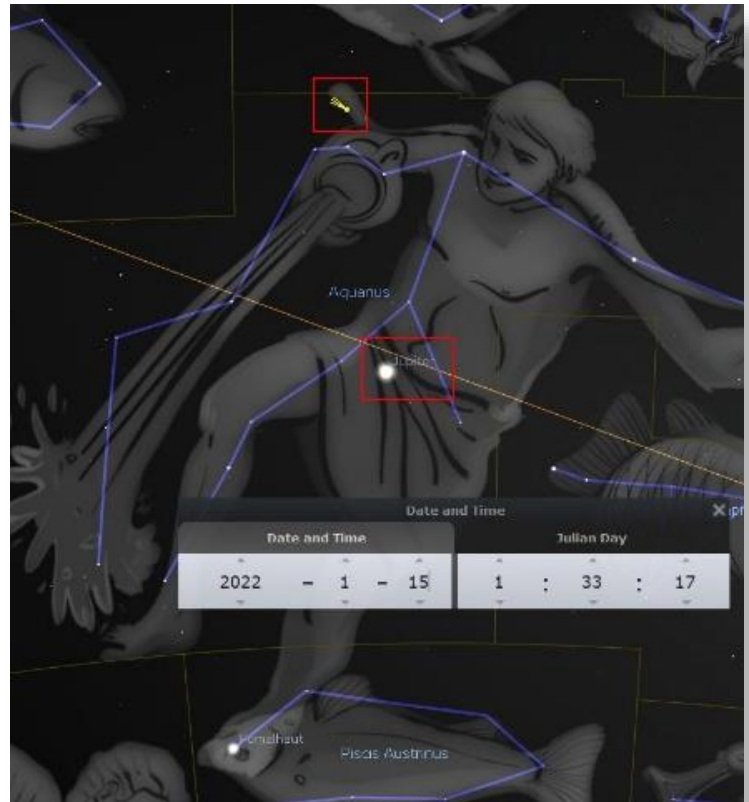 Aquarius
Jupiter
Date and Time
Date and Time
Julian Day
2022 - 1 - 15
1 : 33 : 17
Fomalhaut
Piscis Austrinus